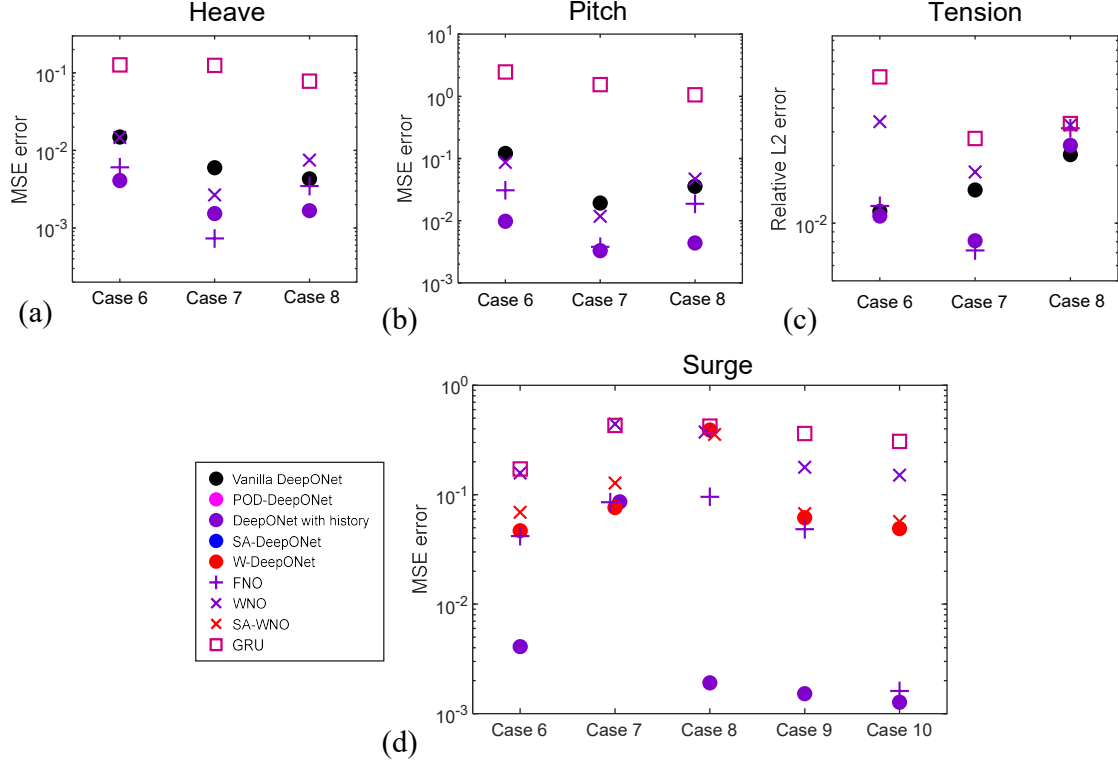 Heave
MSE error
10^-1
10^-2
10^-3
Case 6 Case 7 Case 8
(a)
Pitch
MSE error
10^1
10^0
10^-1
10^-2
10^-3
Case 6 Case 7 Case 8
(b)
Tension
Relative L2 error
10^-2
Case 6 Case 7 Case 8
(c)
Vanilla DeepONet
POD-DeepONet
DeepONet with history
SA-DeepONet
W-DeepONet
FNO
WNO
SA-WNO
GRU
Surge
MSE error
10^0
10^-1
10^-2
10^-3
Case 6 Case 7 Case 8 Case 9 Case 10
(d)